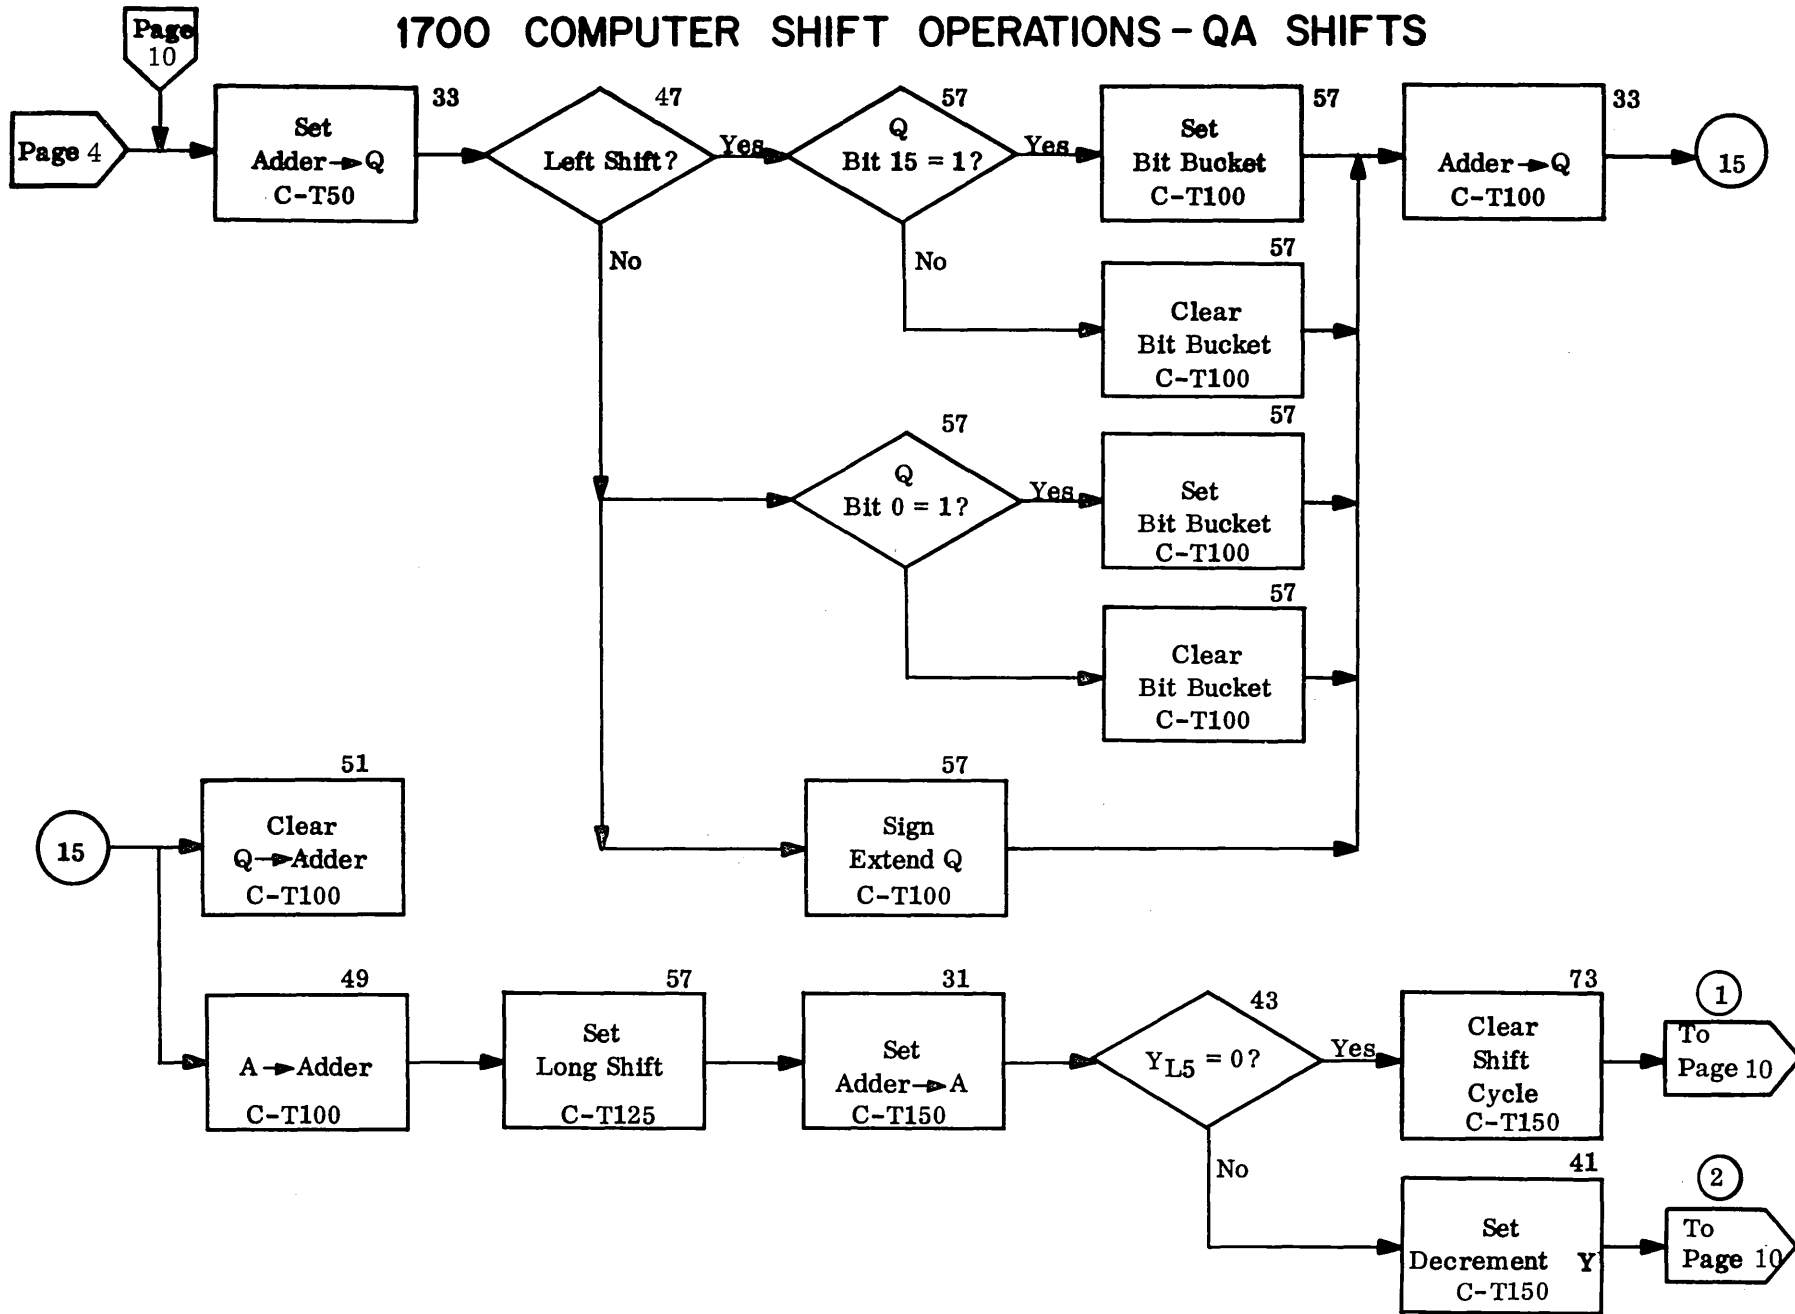 1700 COMPUTER SHIFT OPERATIONS – QA SHIFTS
Page
10
Page 4
33
Set
Adder → Q
C-T50
47
Left Shift?
Yes
No
57
Q
Bit 15 = 1?
Yes
No
57
Set
Bit Bucket
C-T100
33
Adder → Q
C-T100
15
57
Clear
Bit Bucket
C-T100
57
Q
Bit 0 = 1?
Yes
57
Set
Bit Bucket
C-T100
57
Clear
Bit Bucket
C-T100
57
Sign
Extend Q
C-T100
15
51
Clear
Q → Adder
C-T100
49
A → Adder
C-T100
57
Set
Long Shift
C-T125
31
Set
Adder → A
C-T150
43
YL5 = 0?
Yes
No
73
Clear
Shift
Cycle
C-T150
1
To
Page 10
41
Set
Decrement Y
C-T150
2
To
Page 10